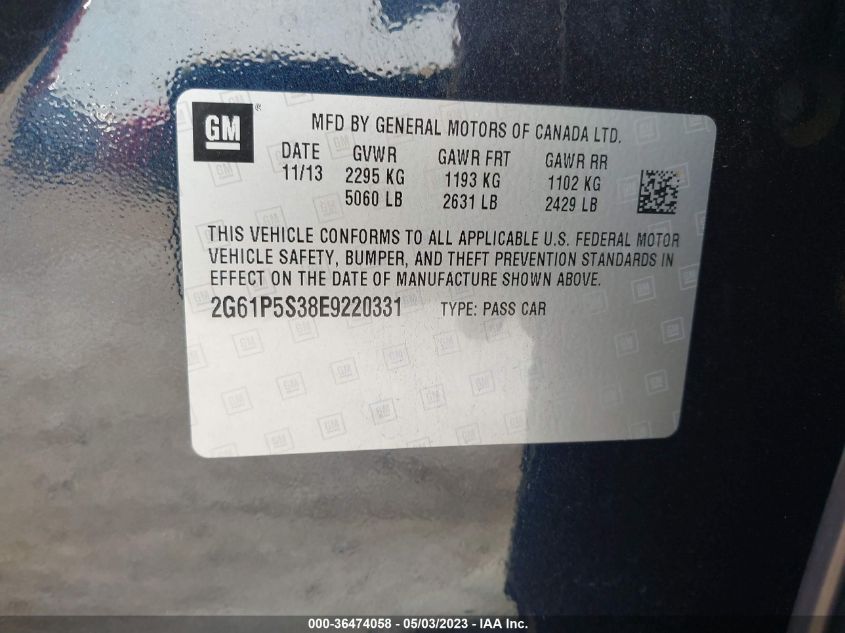 GM ®
MFD BY GENERAL MOTORS OF CANADA LTD.
DATE GVWR GAWR FRT GAWR RR
11/13 2295 KG 1193 KG 1102 KG
5060 LB 2631 LB 2429 LB
THIS VEHICLE CONFORMS TO ALL APPLICABLE U.S. FEDERAL MOTOR
VEHICLE SAFETY, BUMPER, AND THEFT PREVENTION STANDARDS IN
EFFECT ON THE DATE OF MANUFACTURE SHOWN ABOVE.
2G61P5S38E9220331 TYPE: PASS CAR
000-36474058 - 05/03/2023 - IAA Inc.